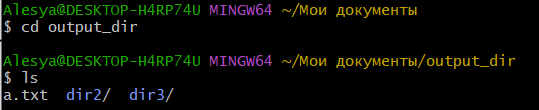 Alesya@DESKTOP-H4RP74U MINGW64 ~/Мои документы
$ cd output_dir
Alesya@DESKTOP-H4RP74U MINGW64 ~/Мои документы/output_dir
$ ls
a.txt  dir2/  dir3/